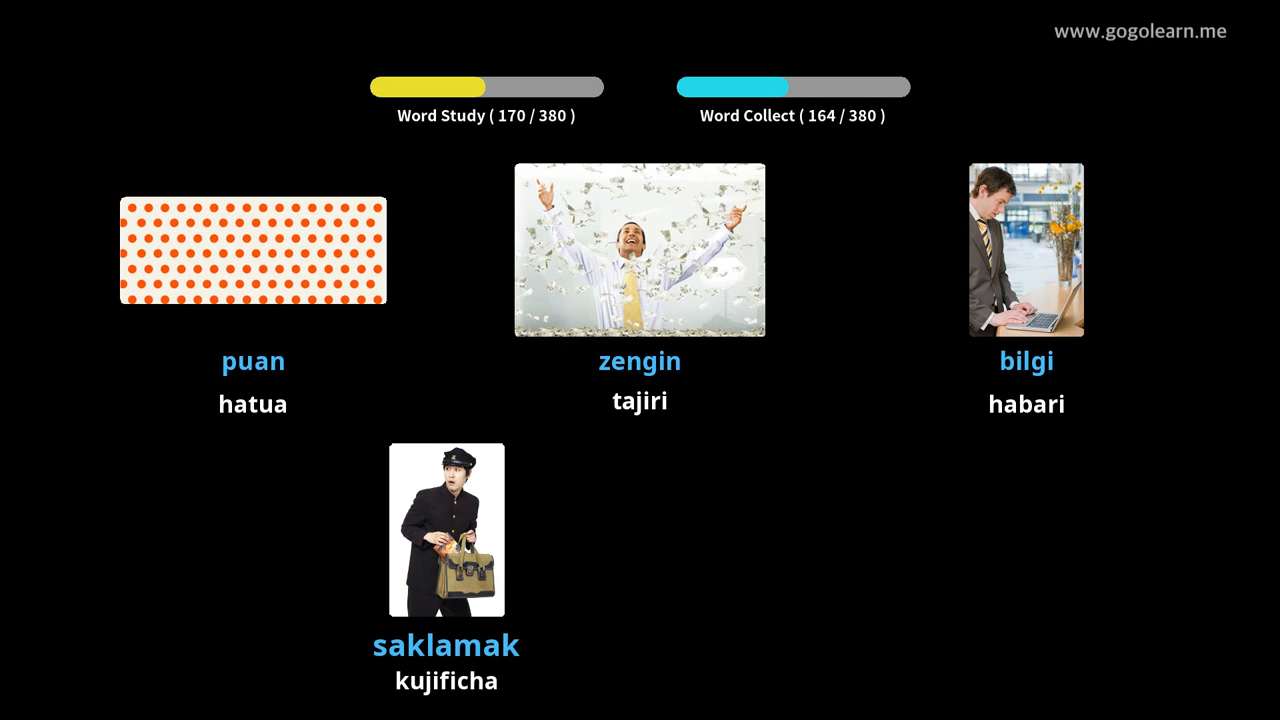 www.gogolearn.me
Word Study ( 170 / 380 )
Word Collect ( 164 / 380 )
puan
zengin
bilgi
hatua
tajiri
habari
saklamak
kujificha